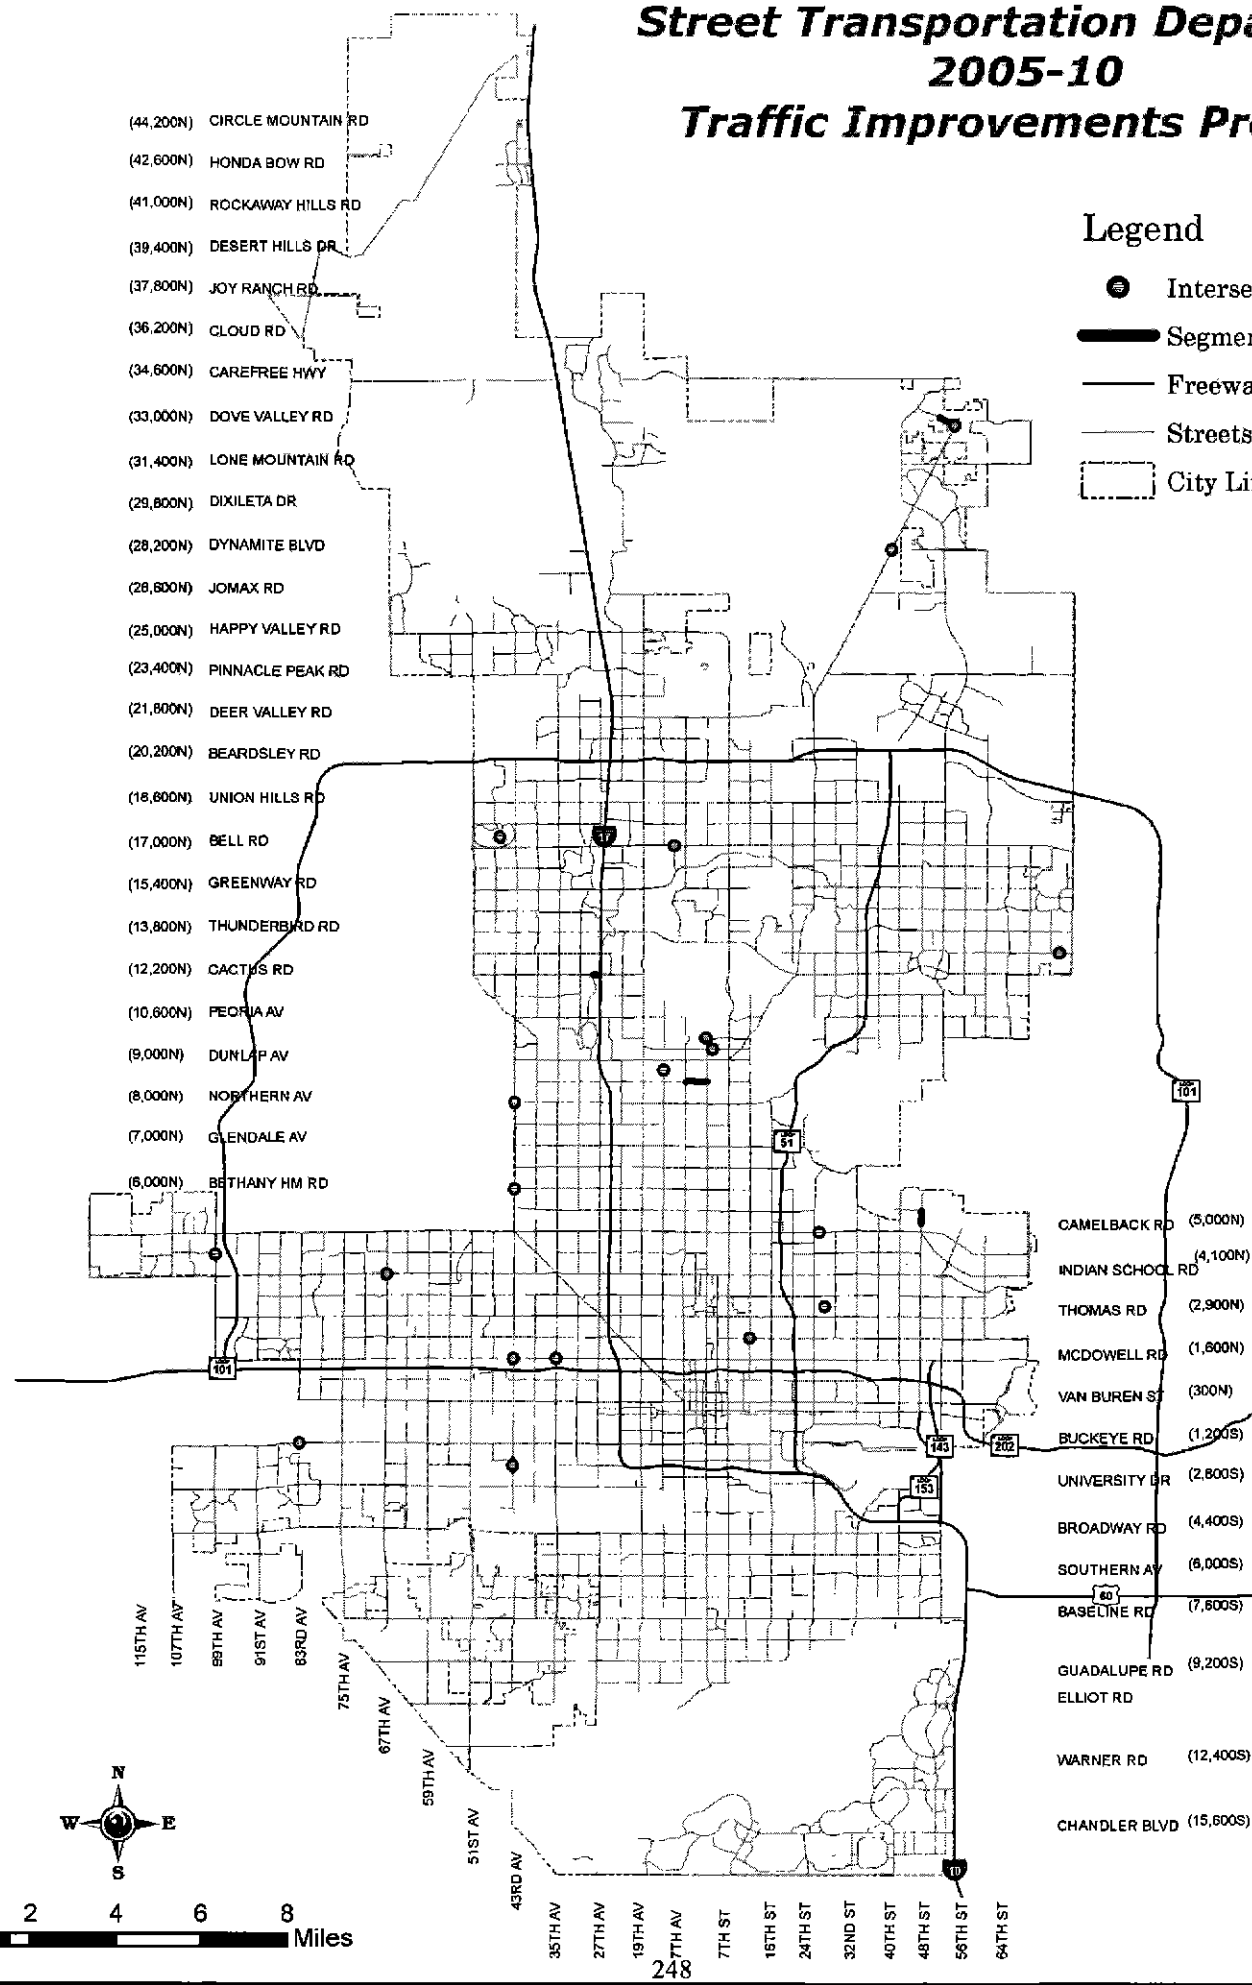 Street Transportation Depa
2005-10
Traffic Improvements Pro
Legend
Interse
Segmen
Freewa
Streets
City Li
(44,200N) CIRCLE MOUNTAIN RD
(42,600N) HONDA BOW RD
(41,000N) ROCKAWAY HILLS RD
(39,400N) DESERT HILLS DR
(37,800N) JOY RANCH RD
(36,200N) CLOUD RD
(34,600N) CAREFREE HWY
(33,000N) DOVE VALLEY RD
(31,400N) LONE MOUNTAIN RD
(29,800N) DIXILETA DR
(28,200N) DYNAMITE BLVD
(26,600N) JOMAX RD
(25,000N) HAPPY VALLEY RD
(23,400N) PINNACLE PEAK RD
(21,800N) DEER VALLEY RD
(20,200N) BEARDSLEY RD
(18,600N) UNION HILLS RD
(17,000N) BELL RD
(15,400N) GREENWAY RD
(13,800N) THUNDERBIRD RD
(12,200N) CACTUS RD
(10,600N) PEORIA AV
(9,000N) DUNLAP AV
(8,000N) NORTHERN AV
(7,000N) GLENDALE AV
(6,000N) BETHANY HM RD
17
101
51
CAMELBACK RD (5,000N)
INDIAN SCHOOL RD (4,100N)
THOMAS RD (2,900N)
MCDOWELL RD (1,600N)
VAN BUREN ST (300N)
BUCKEYE RD (1,200S)
UNIVERSITY DR (2,800S)
BROADWAY RD (4,400S)
SOUTHERN AV (6,000S)
BASELINE RD (7,600S)
GUADALUPE RD (9,200S)
ELLIOT RD
WARNER RD (12,400S)
CHANDLER BLVD (15,600S)
101
143
202
153
60
10
115TH AV
107TH AV
99TH AV
91ST AV
83RD AV
75TH AV
67TH AV
59TH AV
51ST AV
43RD AV
35TH AV
27TH AV
19TH AV
7TH AV
7TH ST
16TH ST
24TH ST
32ND ST
40TH ST
48TH ST
56TH ST
64TH ST
N
W E
S
2 4 6 8
Miles
248